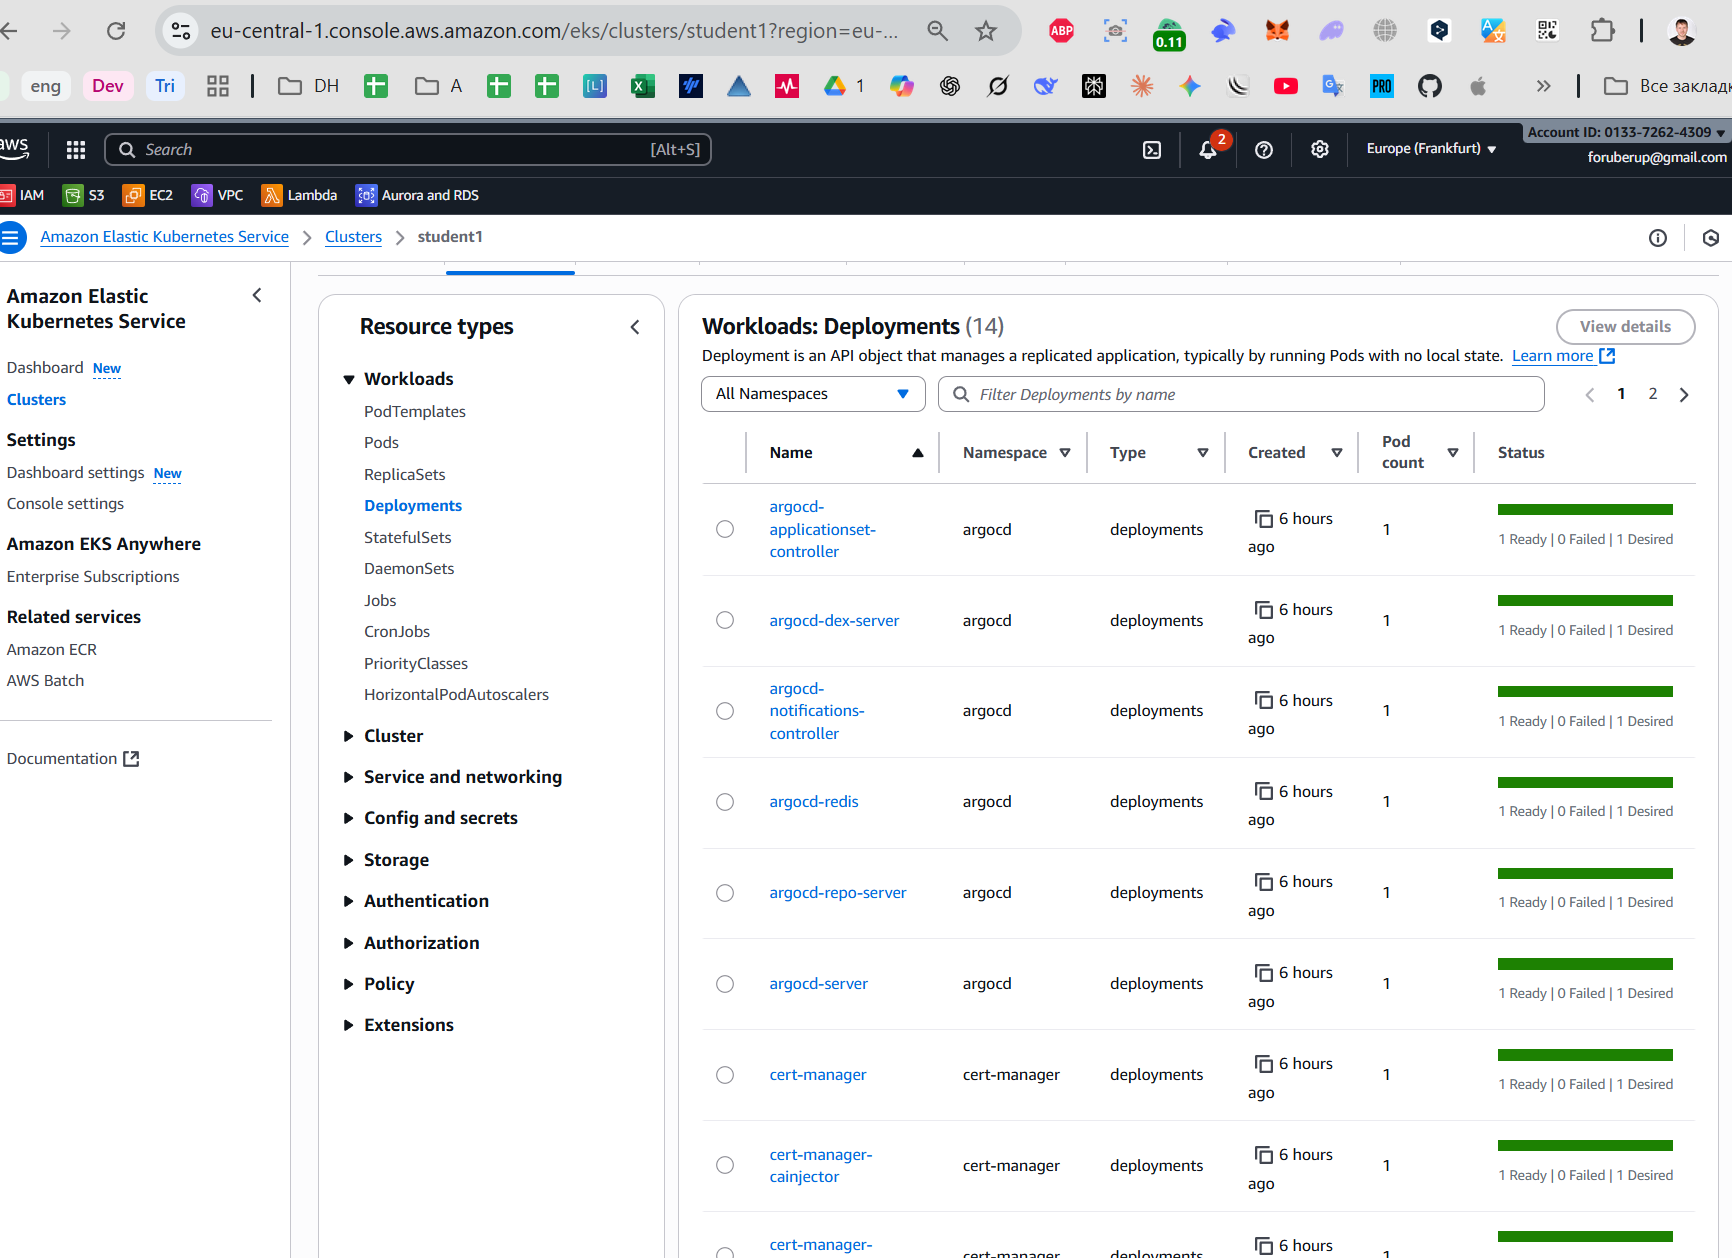 eu-central-1.console.aws.amazon.com/eks/clusters/student1?region=eu-...
ABP
0.11
eng
Dev
Tri
DH
A
[L]
1
PRO
Все заклад
aws
Search
[Alt+S]
2
Europe (Frankfurt)
Account ID: 0133-7262-4309
foruberup@gmail.com
IAM
S3
EC2
VPC
Lambda
Aurora and RDS
Amazon Elastic Kubernetes Service
Clusters
student1
Amazon Elastic
Kubernetes Service
Dashboard New
Clusters
Settings
Dashboard settings New
Console settings
Amazon EKS Anywhere
Enterprise Subscriptions
Related services
Amazon ECR
AWS Batch
Documentation
Resource types
Workloads
PodTemplates
Pods
ReplicaSets
Deployments
StatefulSets
DaemonSets
Jobs
CronJobs
PriorityClasses
HorizontalPodAutoscalers
Cluster
Service and networking
Config and secrets
Storage
Authentication
Authorization
Policy
Extensions
Workloads: Deployments (14)
View details
Deployment is an API object that manages a replicated application, typically by running Pods with no local state. Learn more
All Namespaces
Filter Deployments by name
1 2
Name
Namespace
Type
Created
Pod
count
Status
argocd-
applicationset-
controller
argocd
deployments
6 hours
ago
1
1 Ready | 0 Failed | 1 Desired
argocd-dex-server
argocd
deployments
6 hours
ago
1
1 Ready | 0 Failed | 1 Desired
argocd-
notifications-
controller
argocd
deployments
6 hours
ago
1
1 Ready | 0 Failed | 1 Desired
argocd-redis
argocd
deployments
6 hours
ago
1
1 Ready | 0 Failed | 1 Desired
argocd-repo-server
argocd
deployments
6 hours
ago
1
1 Ready | 0 Failed | 1 Desired
argocd-server
argocd
deployments
6 hours
ago
1
1 Ready | 0 Failed | 1 Desired
cert-manager
cert-manager
deployments
6 hours
ago
1
1 Ready | 0 Failed | 1 Desired
cert-manager-
cainjector
cert-manager
deployments
6 hours
ago
1
1 Ready | 0 Failed | 1 Desired
cert-manager-
cert-manager
deployments
6 hours
1